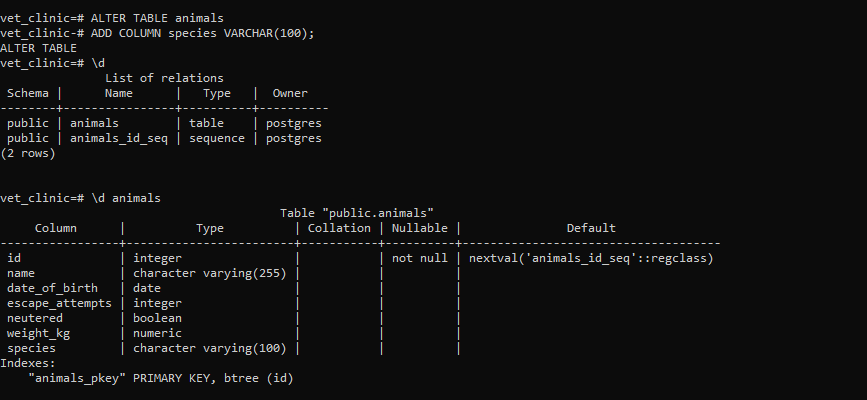 vet_clinic=# ALTER TABLE animals
vet_clinic-# ADD COLUMN species VARCHAR(100);
ALTER TABLE
vet_clinic=# \d
               List of relations
 Schema |      Name      |   Type   |  Owner
--------+----------------+----------+----------
 public | animals        | table    | postgres
 public | animals_id_seq | sequence | postgres
(2 rows)

vet_clinic=# \d animals
                                        Table "public.animals"
     Column      |          Type          | Collation | Nullable |               Default
-----------------+------------------------+-----------+----------+-------------------------------------
 id              | integer                |           | not null | nextval('animals_id_seq'::regclass)
 name            | character varying(255) |           |          |
 date_of_birth   | date                   |           |          |
 escape_attempts | integer                |           |          |
 neutered        | boolean                |           |          |
 weight_kg       | numeric                |           |          |
 species         | character varying(100) |           |          |
Indexes:
    "animals_pkey" PRIMARY KEY, btree (id)